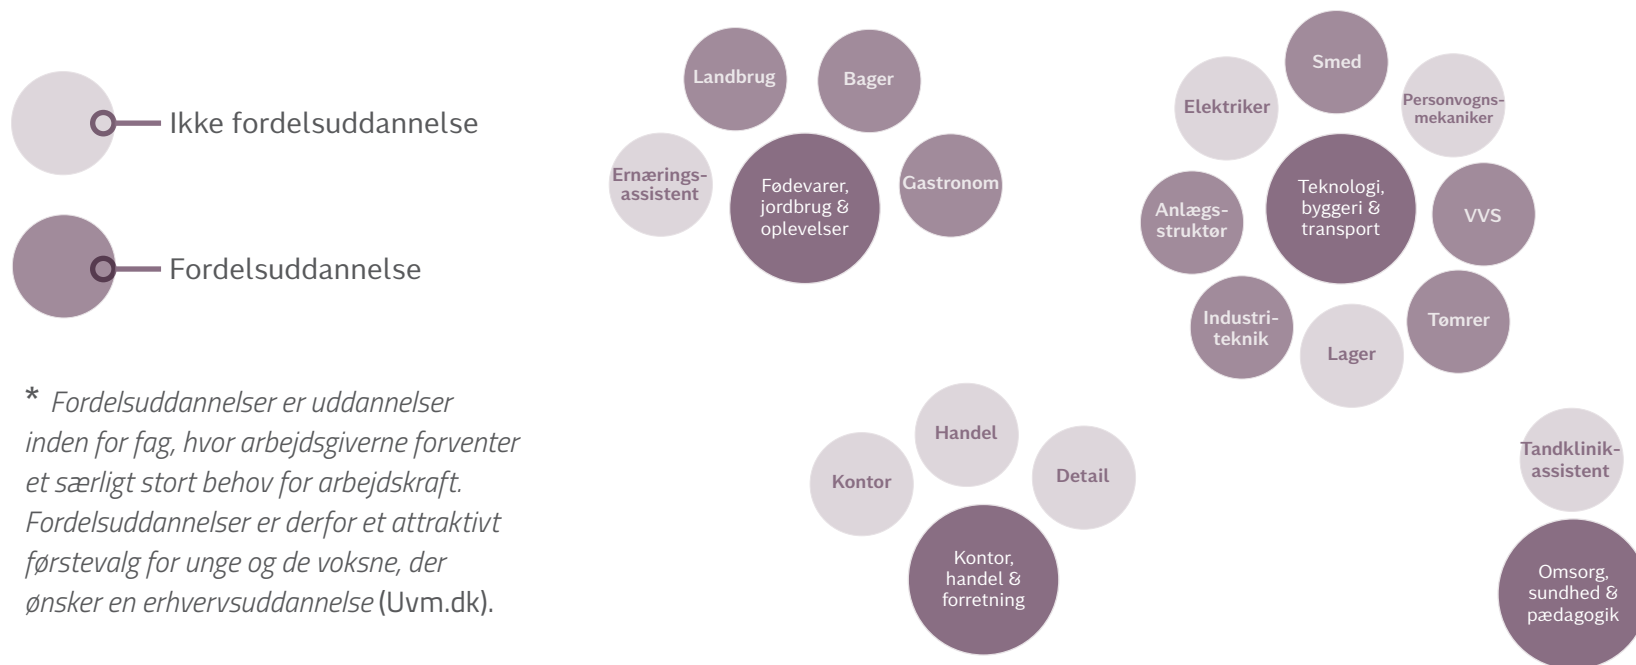 Ikke fordelsuddannelse
Fordelsuddannelse
* Fordelsuddannelser er uddannelser
inden for fag, hvor arbejdsgiverne forventer
et særligt stort behov for arbejdskraft.
Fordelsuddannelser er derfor et attraktivt
førstevalg for unge og de voksne, der
ønsker en erhvervsuddannelse (Uvm.dk).
Landbrug
Bager
Ernærings-
assistent
Gastronom
Fødevarer,
jordbrug &
oplevelser
Smed
Elektriker
Personvogns-
mekaniker
Anlægs-
struktør
Teknologi,
byggeri &
transport
VVS
Industri-
teknik
Lager
Tømrer
Kontor
Handel
Detail
Kontor,
handel &
forretning
Tandklinik-
assistent
Omsorg,
sundhed &
pædagogik